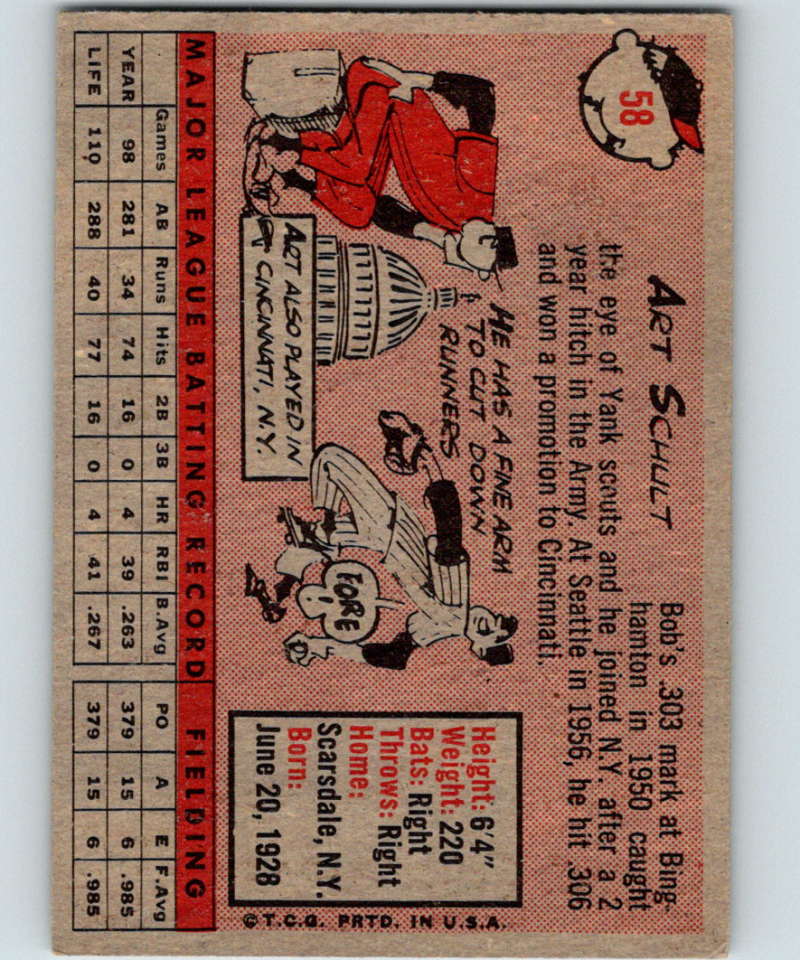 58
ART SCHULT
Bob's .303 mark at Bing-
hamton in 1950 caught
the eye of Yank scouts and he joined N.Y. after a 2
year hitch in the Army. At Seattle in 1956, he hit .306
and won a promotion to Cincinnati.
HE HAS A FINE ARM
TO CUT DOWN
RUNNERS
FORE!
ART ALSO PLAYED IN
CINCINNATI, N.Y.
Height: 6'4"
Weight: 220
Bats: Right
Throws: Right
Home:
Scarsdale, N.Y.
Born:
June 20, 1928
© T.C.G. PRTD. IN U.S.A.
MAJOR LEAGUE BATTING RECORD FIELDING
Games AB Runs Hits 2B 3B HR RBI B.Avg PO A E F.Avg
YEAR 98 281 34 74 16 0 4 39 .263 379 15 6 .985
LIFE 110 288 40 77 16 0 4 41 .267 379 15 6 .985